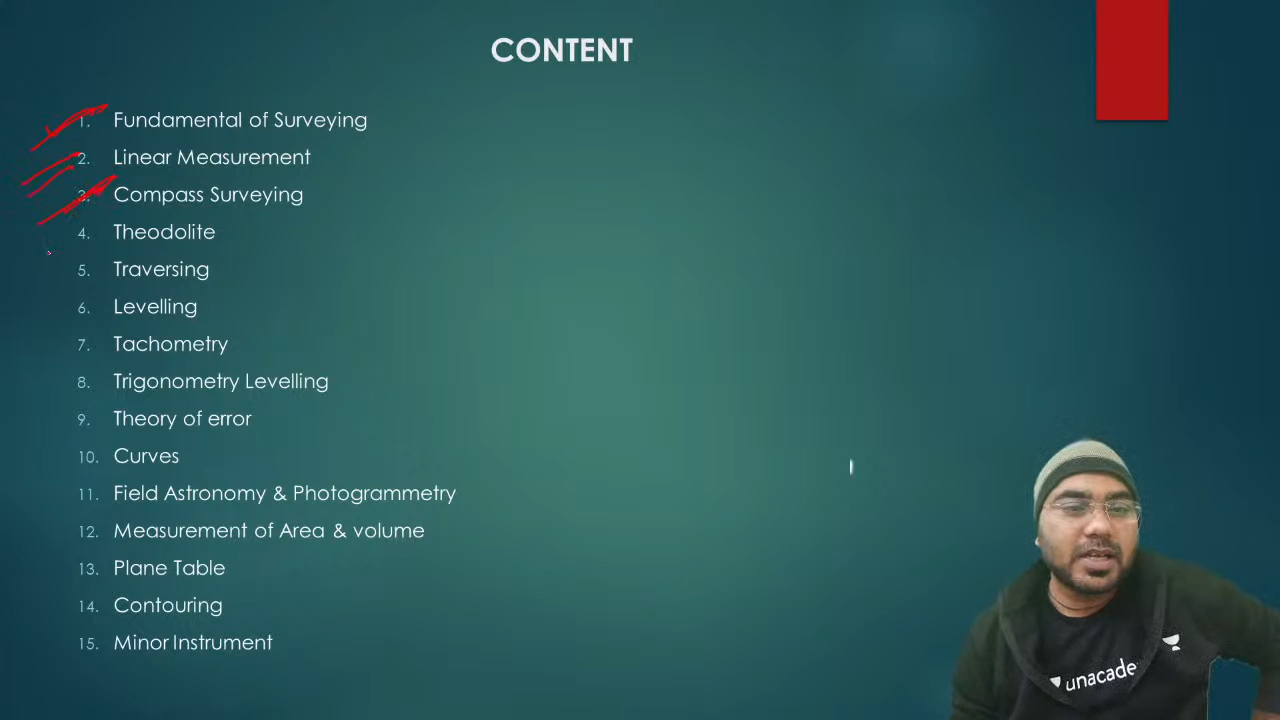 CONTENT
1. Fundamental of Surveying
2. Linear Measurement
3. Compass Surveying
4. Theodolite
5. Traversing
6. Levelling
7. Tachometry
8. Trigonometry Levelling
9. Theory of error
10. Curves
11. Field Astronomy & Photogrammetry
12. Measurement of Area & volume
13. Plane Table
14. Contouring
15. Minor Instrument
unacade